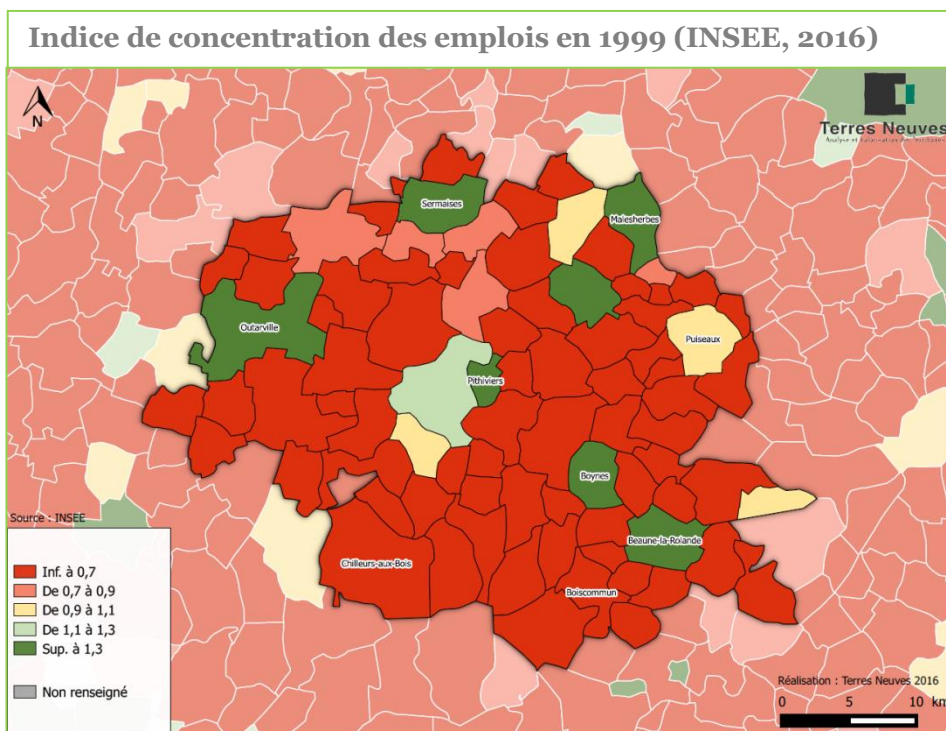 Indice de concentration des emplois en 1999 (INSEE, 2016)
N
Terres Neuves
Sermaises
Malesherbes
Outarville
Puiseaux
Pithiviers
Boynes
Beaune-la-Rolande
Chilleurs-aux-Bois
Boiscommun
Source : INSEE
Inf. à 0,7
De 0,7 à 0,9
De 0,9 à 1,1
De 1,1 à 1,3
Sup. à 1,3
Non renseigné
Réalisation : Terres Neuves 2016
0 5 10 km